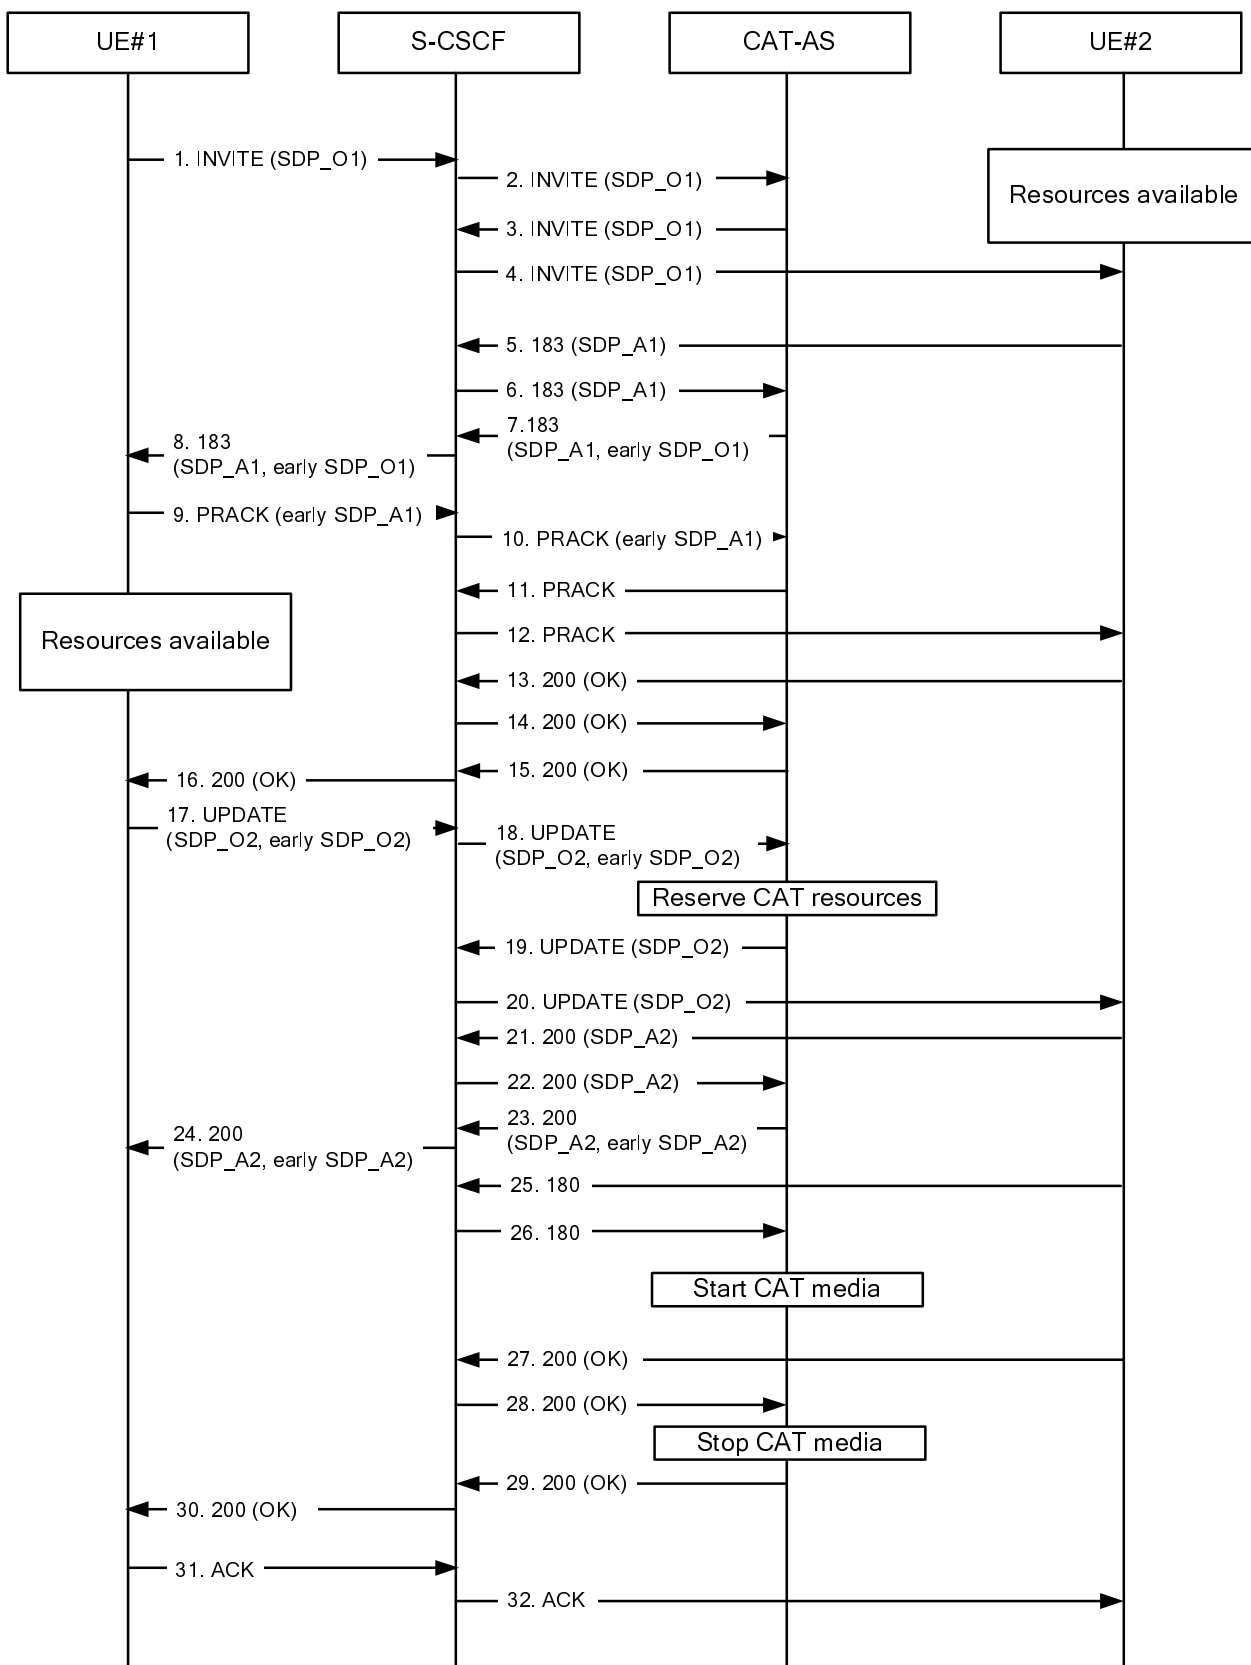 UE#1
S-CSCF
CAT-AS
UE#2
1. INVITE (SDP_O1)
2. INVITE (SDP_O1)
Resources available
3. INVITE (SDP_O1)
4. INVITE (SDP_O1)
5. 183 (SDP_A1)
6. 183 (SDP_A1)
7.183
(SDP_A1, early SDP_O1)
8. 183
(SDP_A1, early SDP_O1)
9. PRACK (early SDP_A1)
10. PRACK (early SDP_A1)
11. PRACK
Resources available
12. PRACK
13. 200 (OK)
14. 200 (OK)
15. 200 (OK)
16. 200 (OK)
17. UPDATE
(SDP_O2, early SDP_O2)
18. UPDATE
(SDP_O2, early SDP_O2)
Reserve CAT resources
19. UPDATE (SDP_O2)
20. UPDATE (SDP_O2)
21. 200 (SDP_A2)
22. 200 (SDP_A2)
23. 200
(SDP_A2, early SDP_A2)
24. 200
(SDP_A2, early SDP_A2)
25. 180
26. 180
Start CAT media
27. 200 (OK)
28. 200 (OK)
Stop CAT media
29. 200 (OK)
30. 200 (OK)
31. ACK
32. ACK